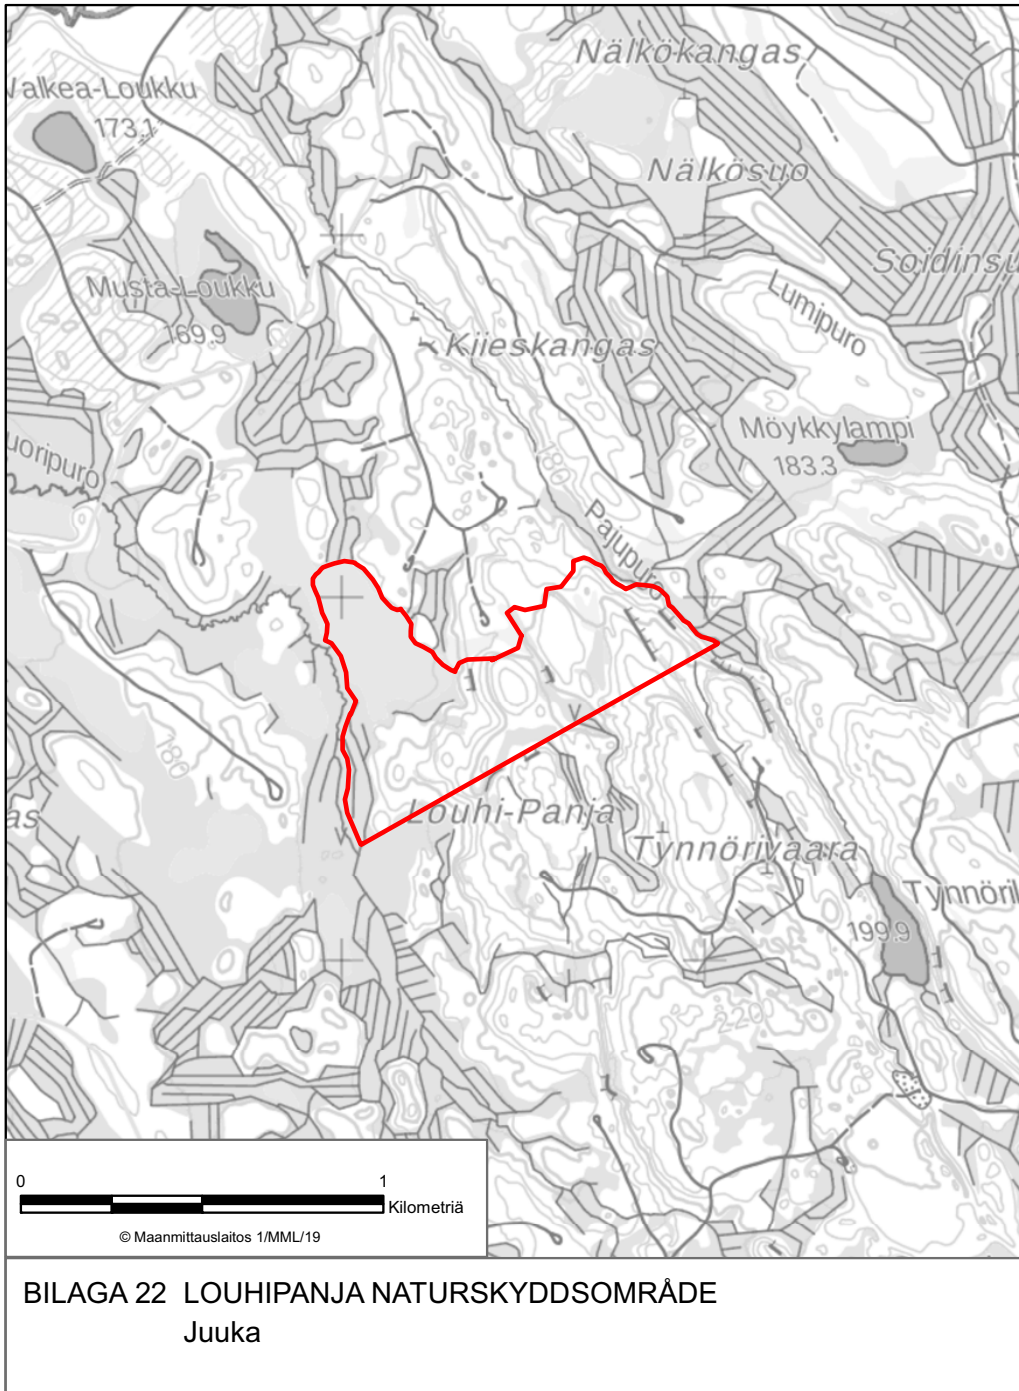 Nälkökangas
Valkea-Loukku
173.1
Nälkösuo
Soidinsu
Musta-Loukku
Lumipuro
169.9
Kiieskangas
Möykkylampi
183.3
uoripuro
180
Pajupuro
180
as
Louhi-Panja
Tynnörivaara
Tynnörik
199.9
220
0 1
Kilometriä
© Maanmittauslaitos 1/MML/19
BILAGA 22 LOUHIPANJA NATURSKYDDSOMRÅDE
Juuka